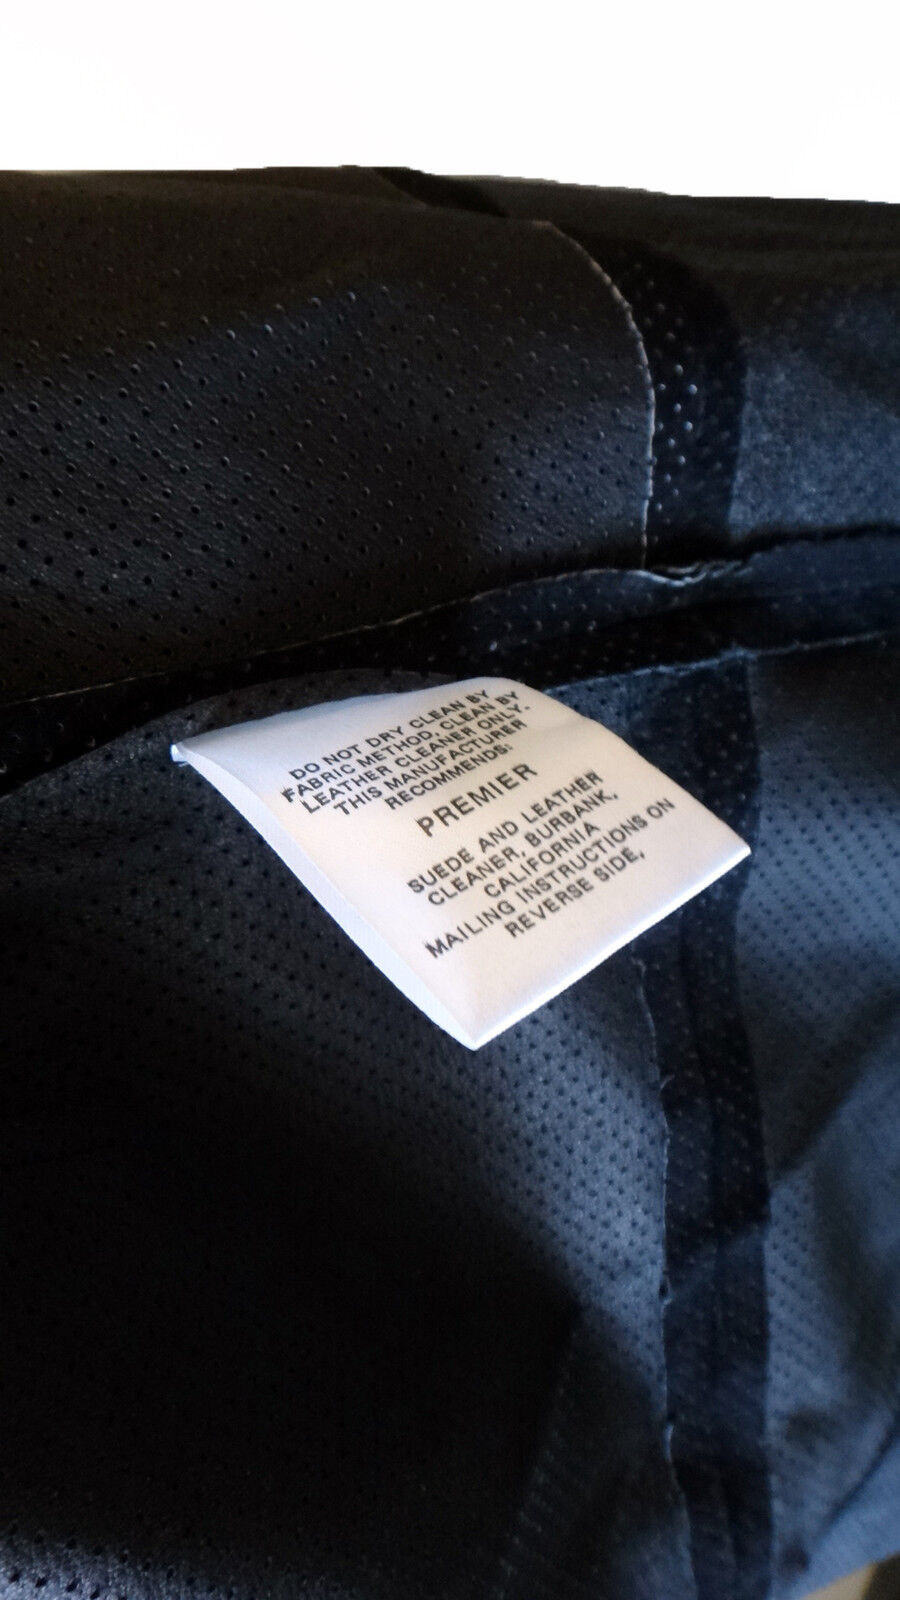 DO NOT DRY CLEAN BY
FABRIC METHOD. CLEAN BY
LEATHER CLEANER ONLY.
THIS MANUFACTURER
RECOMMENDS:
PREMIER
SUEDE AND LEATHER
CLEANER, BURBANK,
CALIFORNIA
MAILING INSTRUCTIONS ON
REVERSE SIDE,